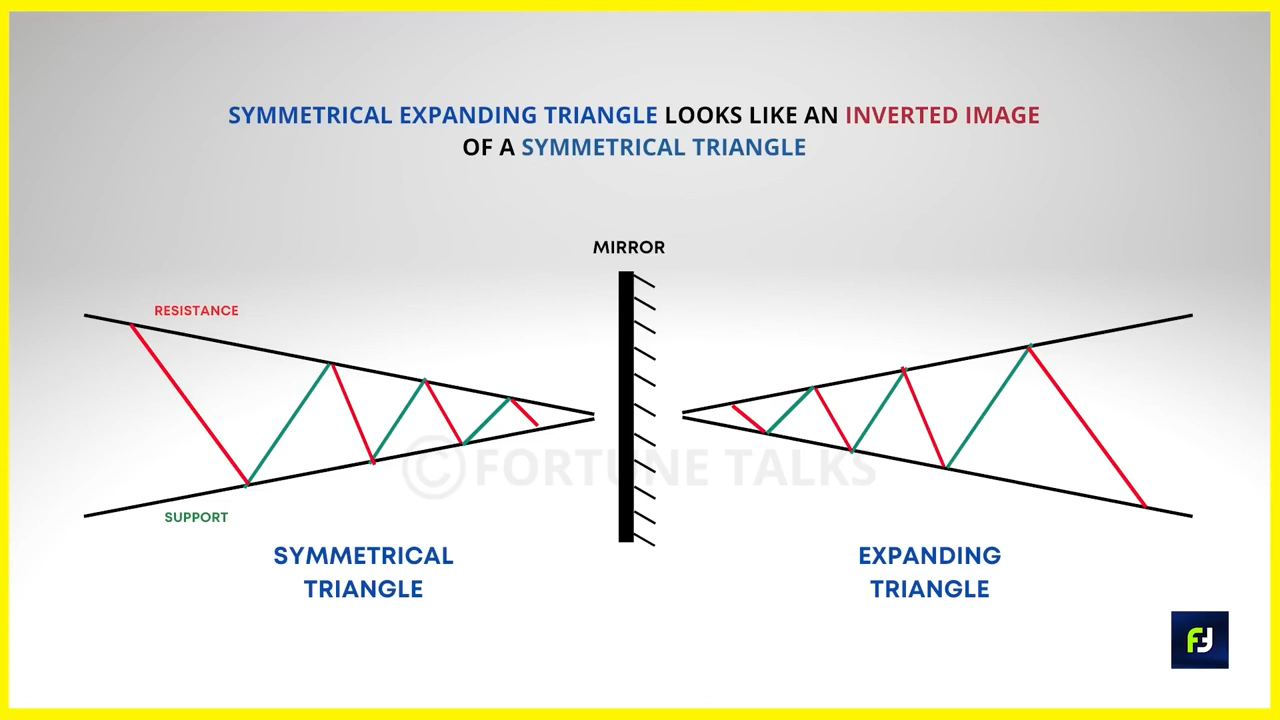 SYMMETRICAL EXPANDING TRIANGLE LOOKS LIKE AN INVERTED IMAGE
OF A SYMMETRICAL TRIANGLE
MIRROR
RESISTANCE
SUPPORT
© FORTUNE TALKS
SYMMETRICAL
TRIANGLE
EXPANDING
TRIANGLE